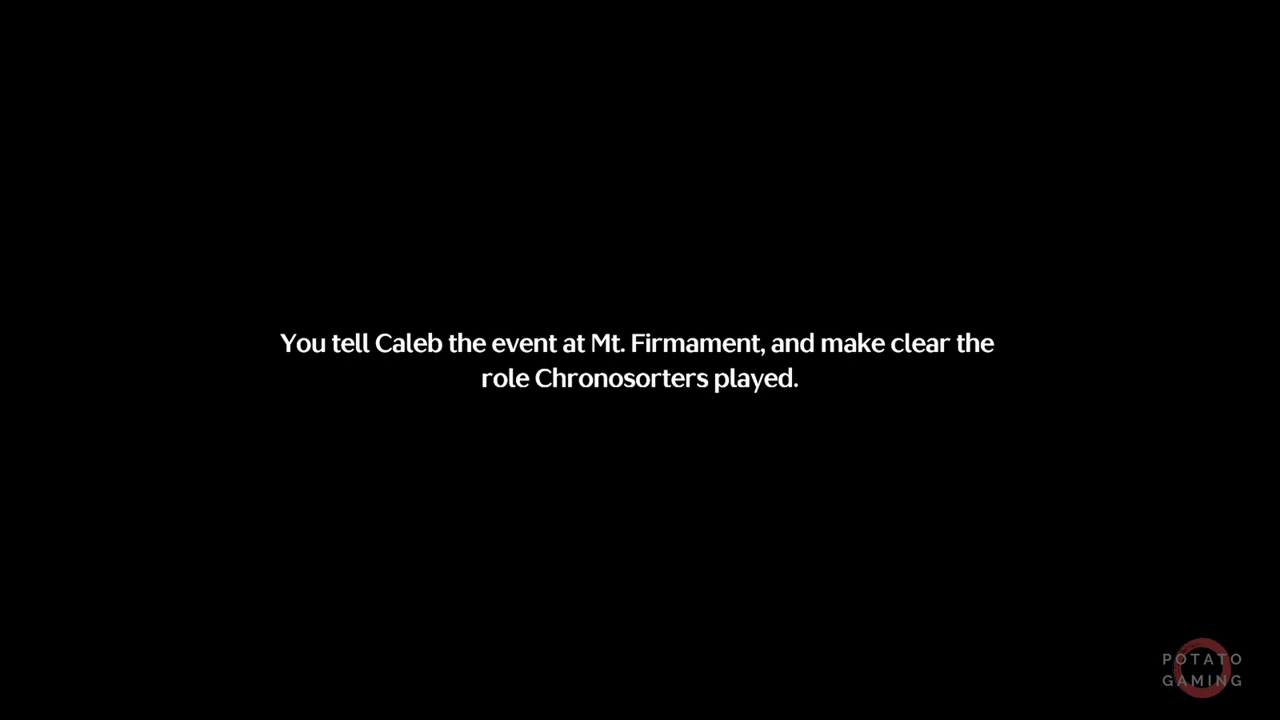 You tell Caleb the event at Mt. Firmament, and make clear the
role Chronosorters played.
POTATO
GAMING